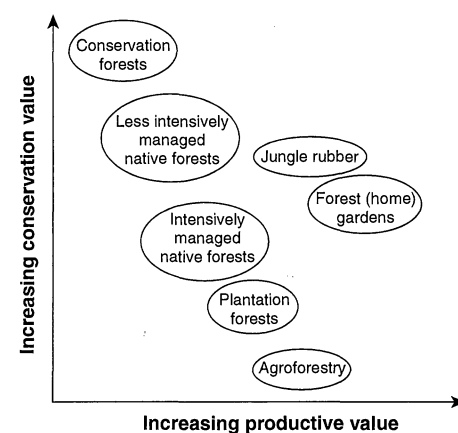 Conservation
forests
Less intensively
managed
native forests
Jungle rubber
Forest (home)
gardens
Intensively
managed
native forests
Plantation
forests
Agroforestry
Increasing conservation value
Increasing productive value